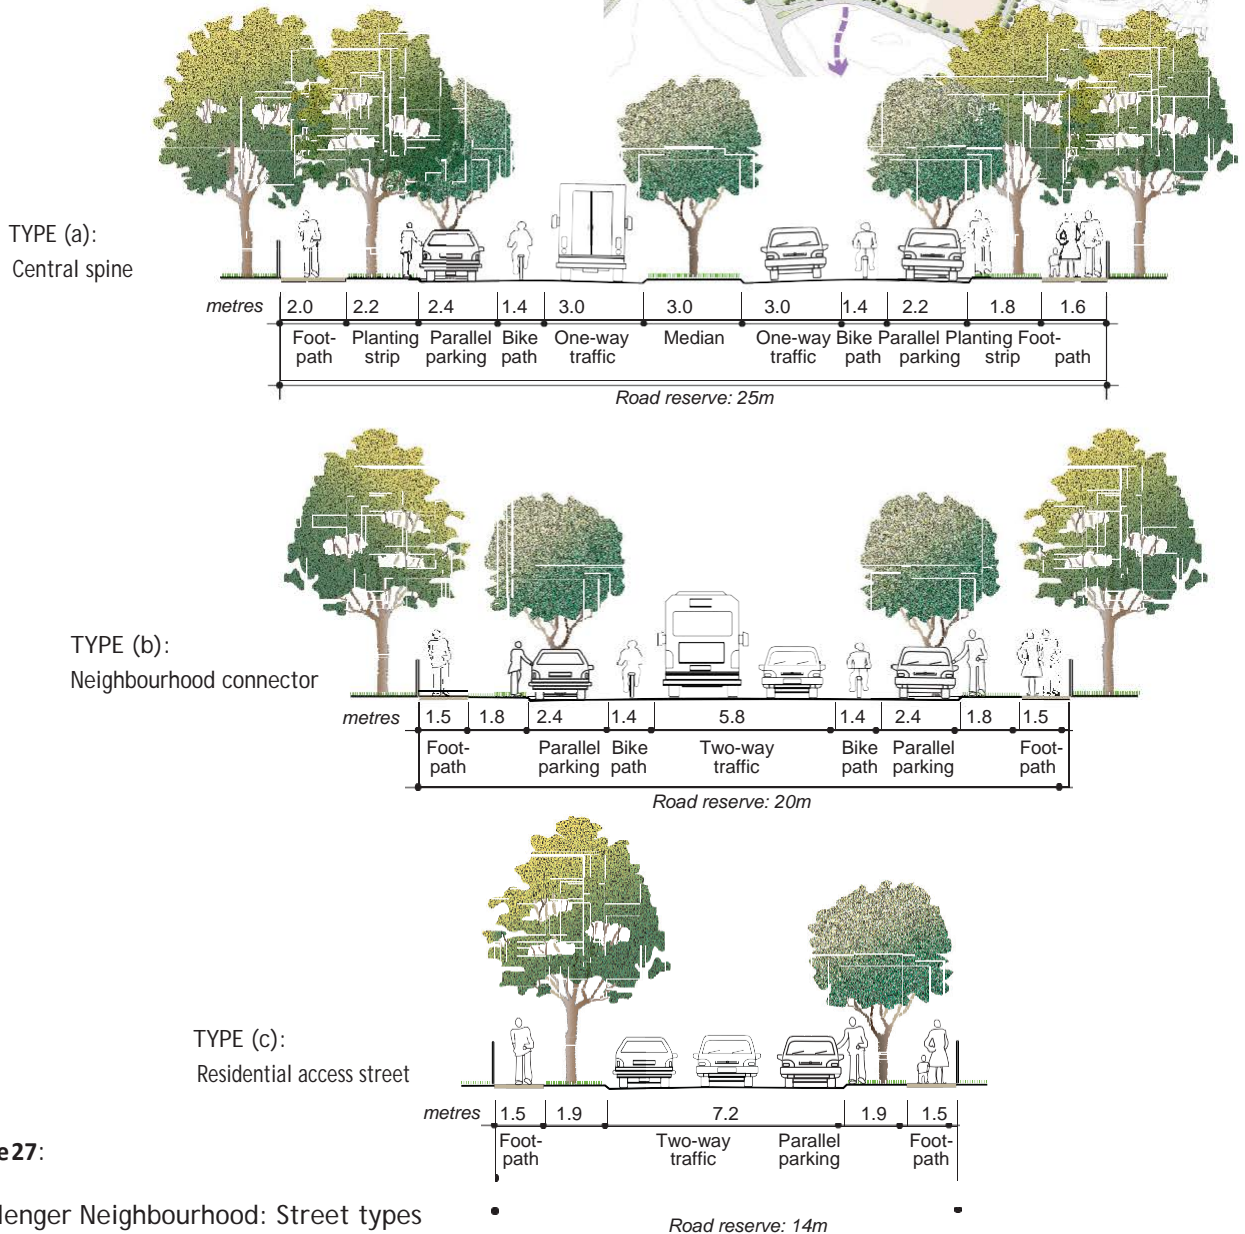 TYPE (a):
Central spine
metres 2.0 2.2 2.4 1.4 3.0 3.0 3.0 1.4 2.2 1.8 1.6
Foot- Planting Parallel Bike One-way Median One-way Bike Parallel Planting Foot-
path strip parking path traffic traffic path parking strip path
Road reserve: 25m
TYPE (b):
Neighbourhood connector
metres 1.5 1.8 2.4 1.4 5.8 1.4 2.4 1.8 1.5
Foot- Parallel Bike Two-way Bike Parallel Foot-
path parking path traffic path parking path
Road reserve: 20m
TYPE (c):
Residential access street
metres 1.5 1.9 7.2 1.9 1.5
Foot- Two-way Parallel Foot-
path traffic parking path
e27:
lenger Neighbourhood: Street types
Road reserve: 14m